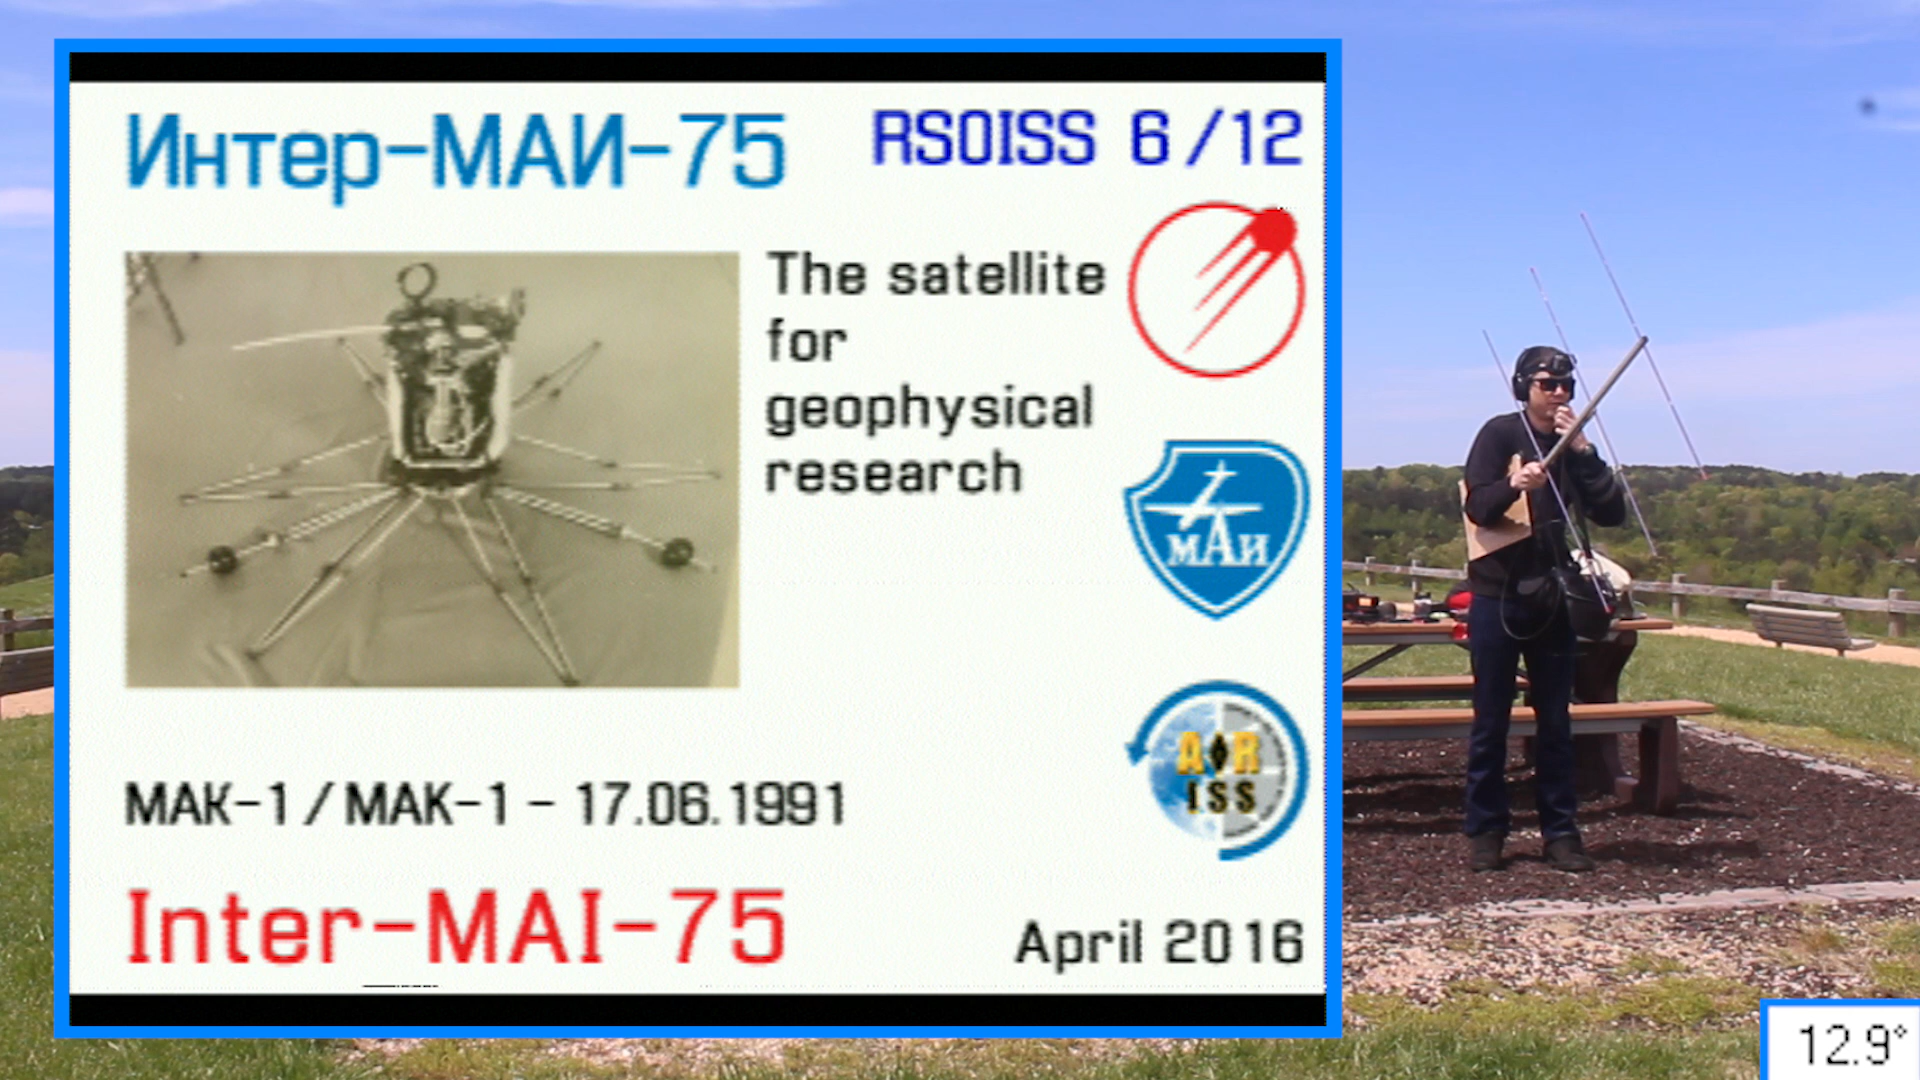 Интер-МАИ-75
RS0ISS 6/12
The satellite
for
geophysical
research
МАИ
ARISS
МАК-1 / MAK-1 - 17.06.1991
Inter-MAI-75
April 2016
12.9°